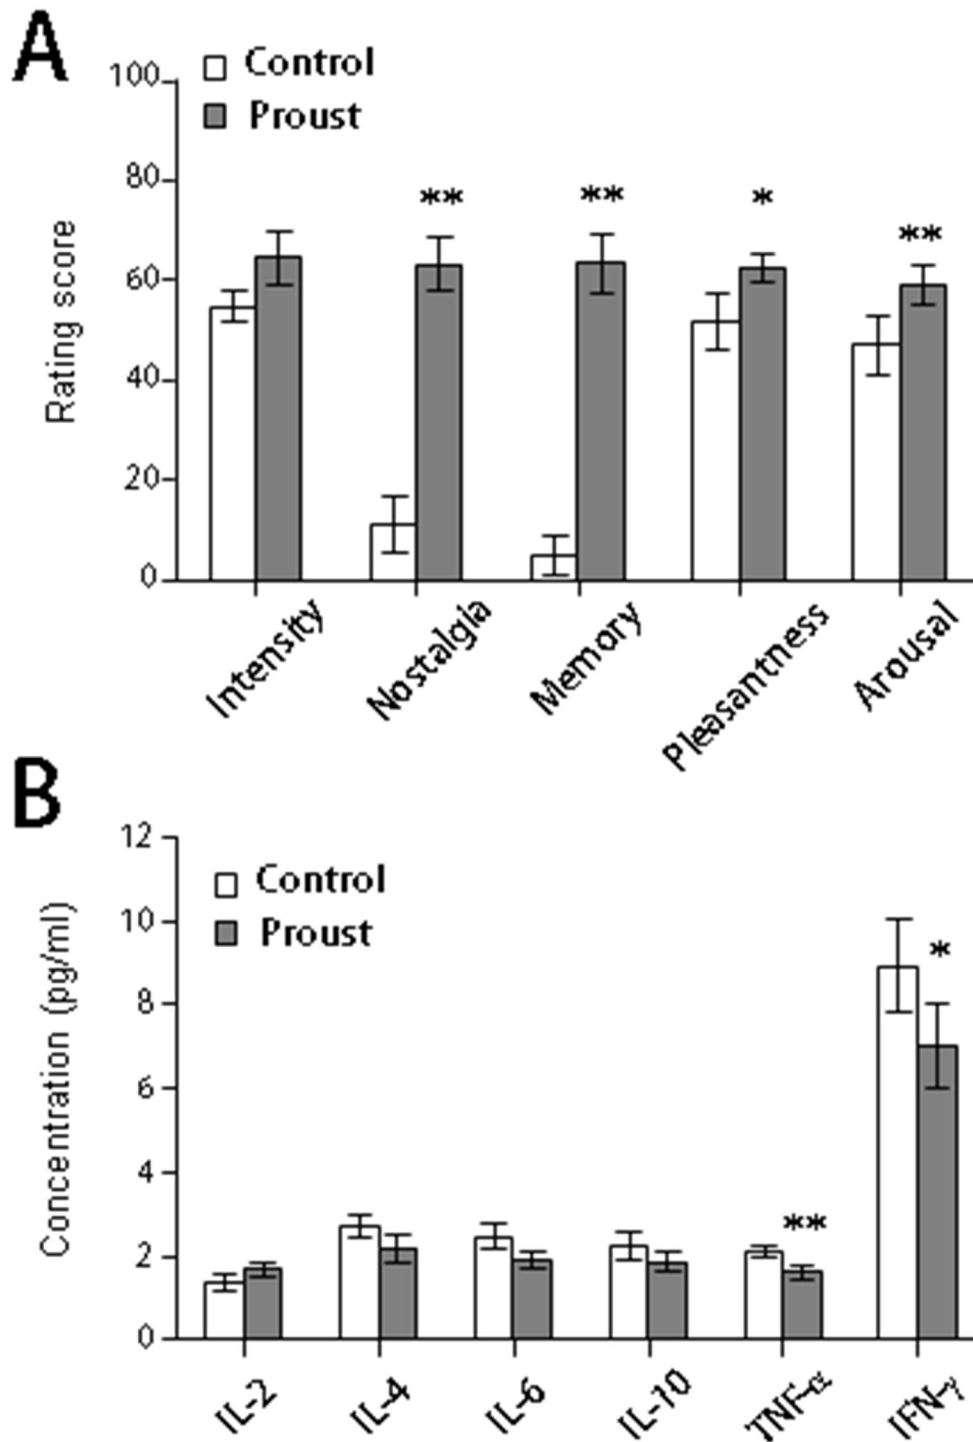 A
100
Control
Proust
80
** ** * **
60
40
20
0
Rating score
Intensity Nostalgia Memory Pleasantness Arousal
B
12
Control
10
Proust
*
8
6
4
**
2
0
Concentration (pg/ml)
IL-2 IL-4 IL-6 IL-10 TNF-α IFN-γ